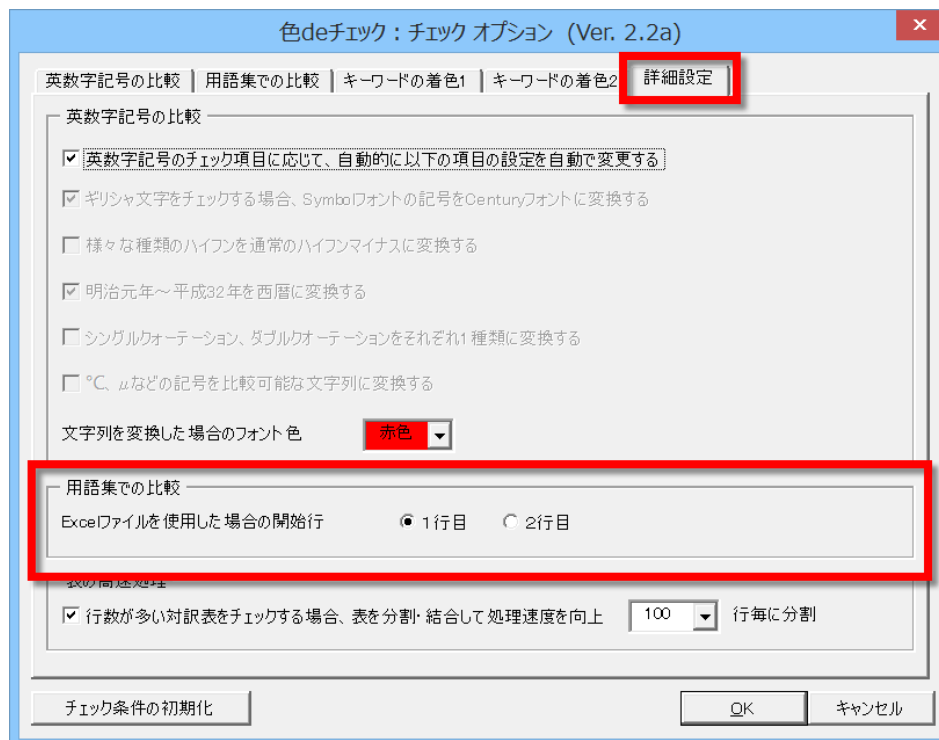 色deチェック：チェック オプション (Ver. 2.2a)
英数字記号の比較 用語集での比較 キーワードの着色1 キーワードの着色2 詳細設定
英数字記号の比較
英数字記号のチェック項目に応じて、自動的に以下の項目の設定を自動で変更する
ギリシャ文字をチェックする場合、Symbolフォントの記号をCenturyフォントに変換する
様々な種類のハイフンを通常のハイフンマイナスに変換する
明治元年～平成32年を西暦に変換する
シングルクォーテーション、ダブルクオーテーションをそれぞれ1種類に変換する
℃、μなどの記号を比較可能な文字列に変換する
文字列を変換した場合のフォント色 赤色
用語集での比較
Excelファイルを使用した場合の開始行 1行目 2行目
表の高速処理
行数が多い対訳表をチェックする場合、表を分割・結合して処理速度を向上 100 行毎に分割
チェック条件の初期化 OK キャンセル